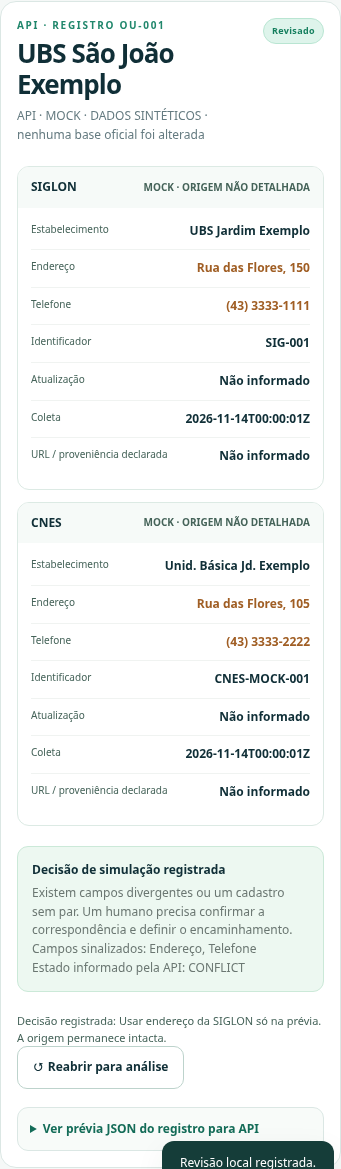 API · REGISTRO OU-001
Revisado
UBS São João
Exemplo
API · MOCK · DADOS SINTÉTICOS ·
nenhuma base oficial foi alterada
SIGLON
MOCK · ORIGEM NÃO DETALHADA
Estabelecimento
UBS Jardim Exemplo
Endereço
Rua das Flores, 150
Telefone
(43) 3333-1111
Identificador
SIG-001
Atualização
Não informado
Coleta
2026-11-14T00:00:01Z
URL / proveniência declarada
Não informado
CNES
MOCK · ORIGEM NÃO DETALHADA
Estabelecimento
Unid. Básica Jd. Exemplo
Endereço
Rua das Flores, 105
Telefone
(43) 3333-2222
Identificador
CNES-MOCK-001
Atualização
Não informado
Coleta
2026-11-14T00:00:01Z
URL / proveniência declarada
Não informado
Decisão de simulação registrada
Existem campos divergentes ou um cadastro
sem par. Um humano precisa confirmar a
correspondência e definir o encaminhamento.
Campos sinalizados: Endereço, Telefone
Estado informado pela API: CONFLICT
Decisão registrada: Usar endereço da SIGLON só na prévia.
A origem permanece intacta.
↺ Reabrir para análise
▶ Ver prévia JSON do registro para API
Revisão local registrada.